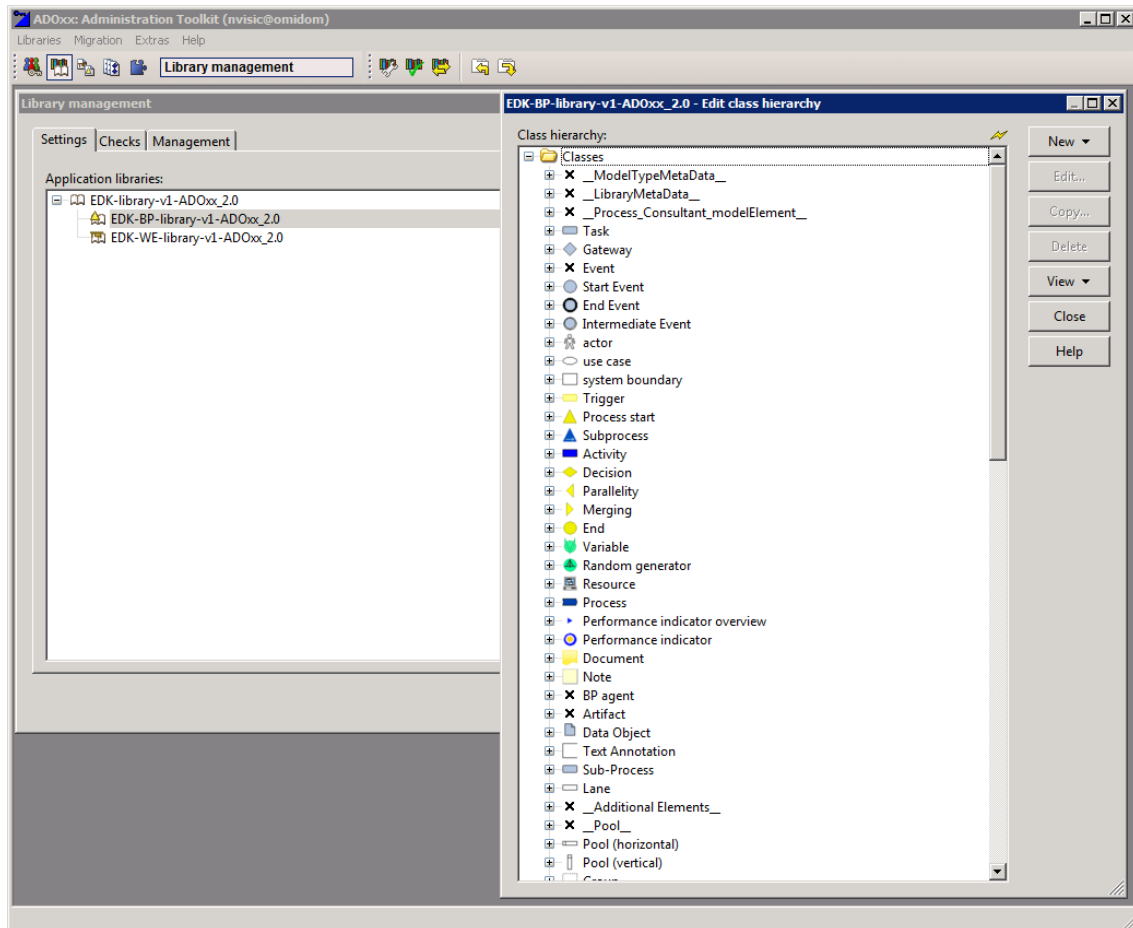 ADOxx: Administration Toolkit (nvisic@omidom)
Libraries Migration Extras Help
Library management
Library management
Settings Checks Management
Application libraries:
EDK-library-v1-ADOxx_2.0
EDK-BP-library-v1-ADOxx_2.0
EDK-WE-library-v1-ADOxx_2.0
EDK-BP-library-v1-ADOxx_2.0 - Edit class hierarchy
Class hierarchy:
Classes
__ModelTypeMetaData__
__LibraryMetaData__
__Process_Consultant_modelElement__
Task
Gateway
Event
Start Event
End Event
Intermediate Event
actor
use case
system boundary
Trigger
Process start
Subprocess
Activity
Decision
Parallelity
Merging
End
Variable
Random generator
Resource
Process
Performance indicator overview
Performance indicator
Document
Note
BP agent
Artifact
Data Object
Text Annotation
Sub-Process
Lane
__Additional Elements__
__Pool__
Pool (horizontal)
Pool (vertical)
New
Edit...
Copy...
Delete
View
Close
Help